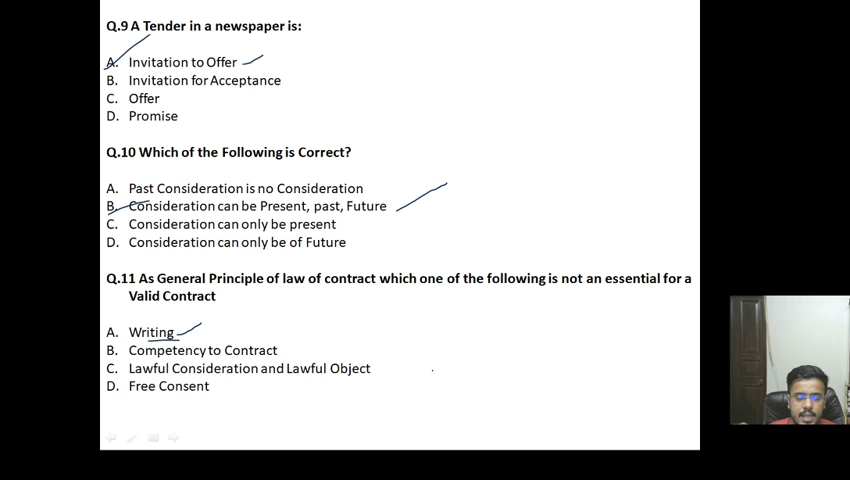 Q.9 A Tender in a newspaper is:
A. Invitation to Offer
B. Invitation for Acceptance
C. Offer
D. Promise
Q.10 Which of the Following is Correct?
A. Past Consideration is no Consideration
B. Consideration can be Present, past, Future
C. Consideration can only be present
D. Consideration can only be of Future
Q.11 As General Principle of law of contract which one of the following is not an essential for a
Valid Contract
A. Writing
B. Competency to Contract
C. Lawful Consideration and Lawful Object
D. Free Consent